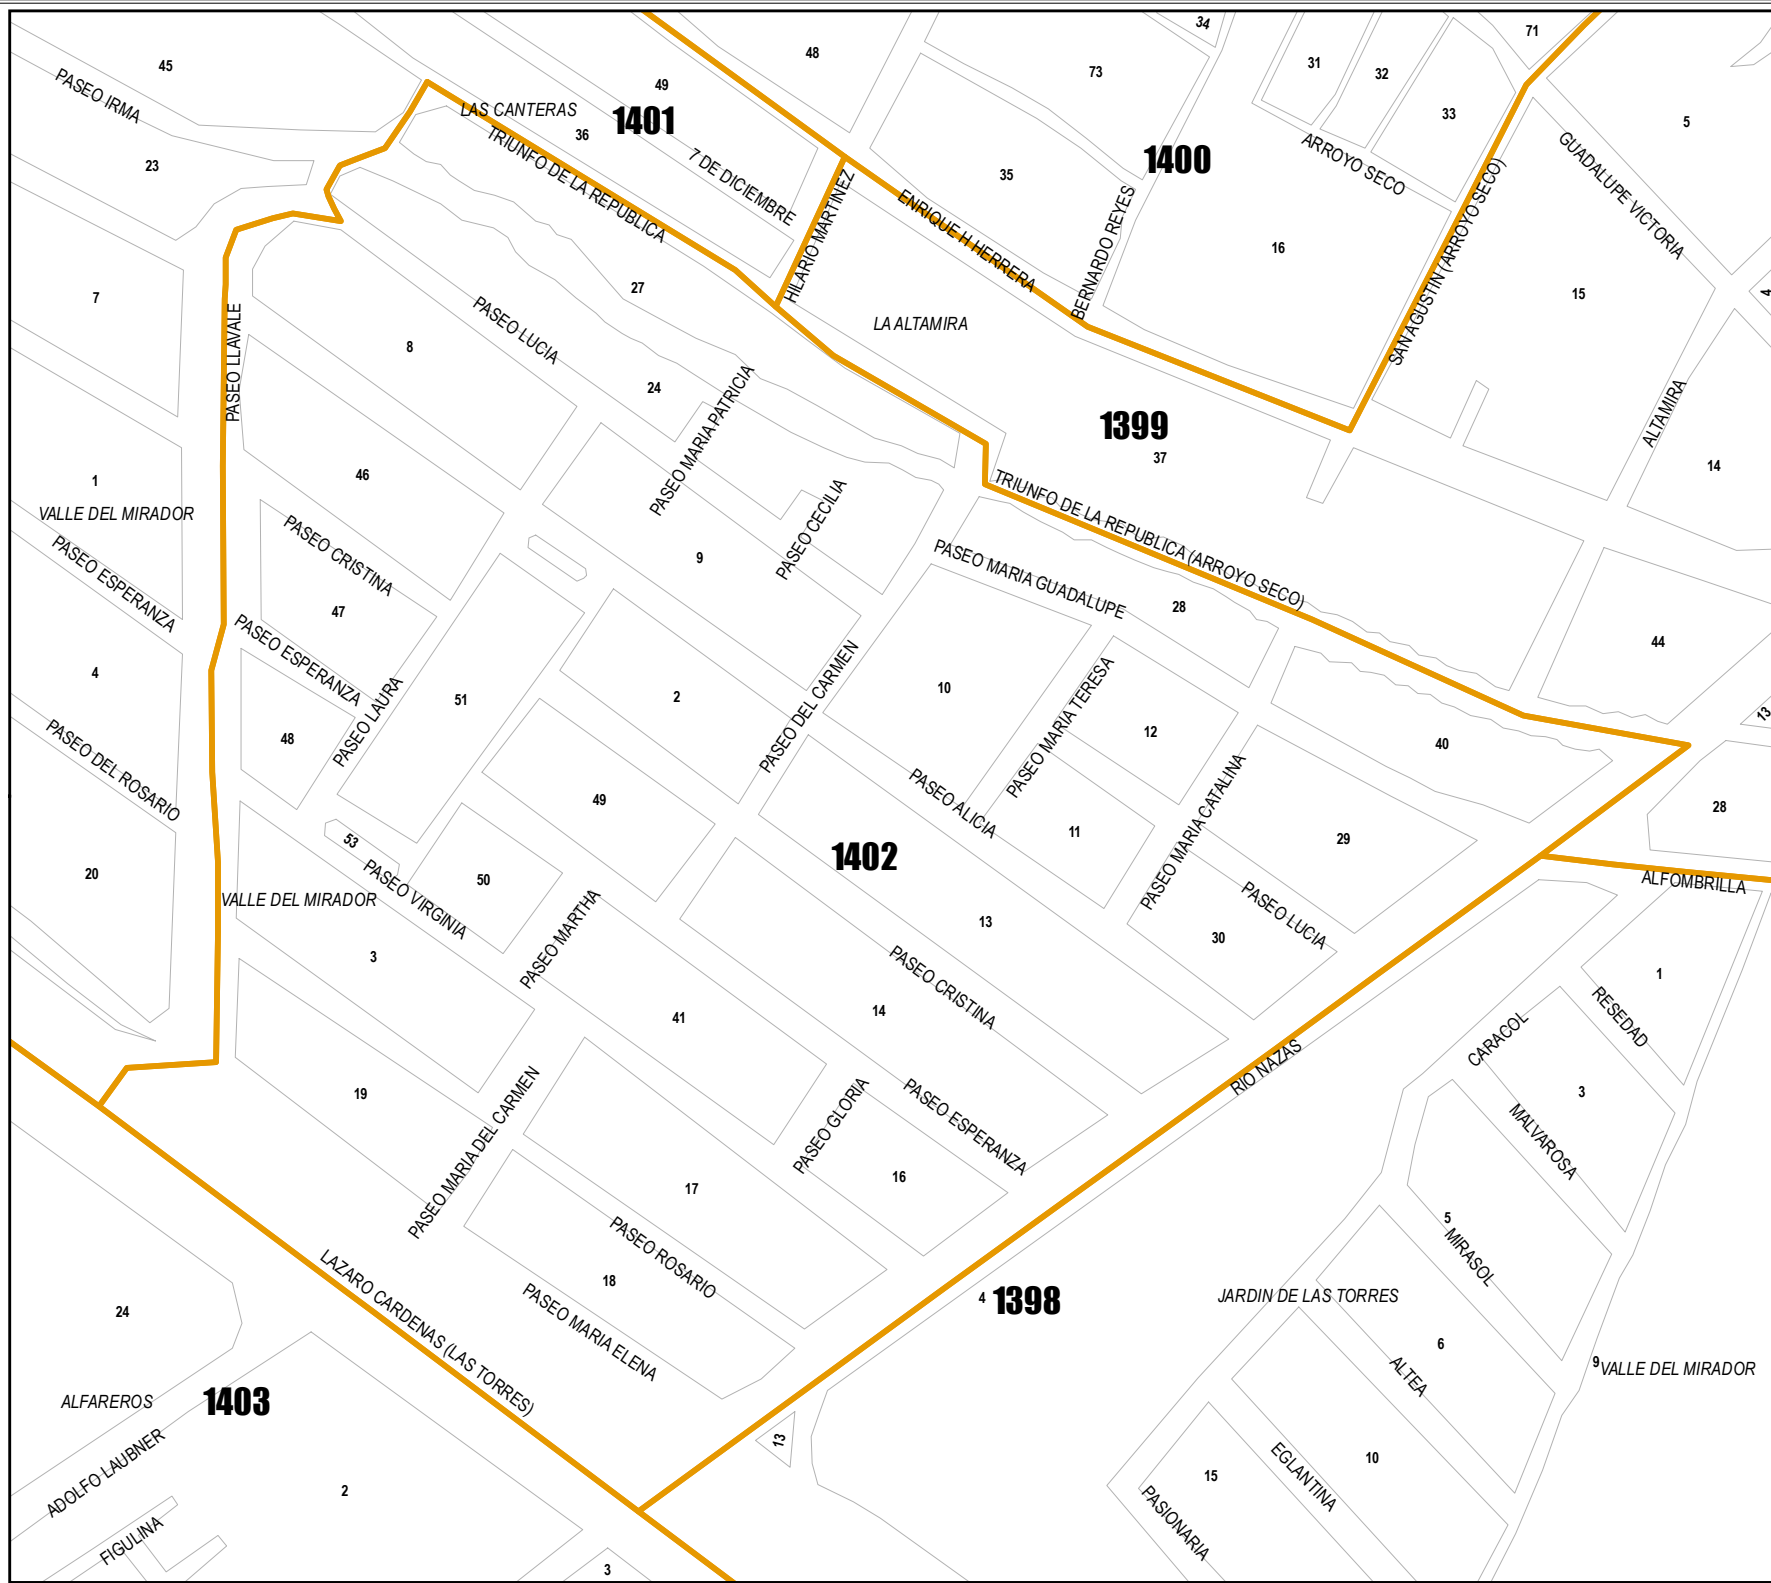 34
71
45
48
31
49
73
32
PASEO IRMA
33
LAS CANTERAS
1401
5
36
TRIUNFO DE LA REPUBLICA
7 DE DICIEMBRE
35
1400
ARROYO SECO
GUADALUPE VICTORIA
23
HILARIO MARTINEZ
ENRIQUE H HERRERA
BERNARDO REYES
16
SAN AGUSTIN (ARROYO SECO)
7
27
15
4
PASEO LUCIA
LA ALTAMIRA
PASEO LLAVALE
8
24
PASEO MARIA PATRICIA
1399
ALTAMIRA
37
14
46
1
VALLE DEL MIRADOR
PASEO CECILIA
TRIUNFO DE LA REPUBLICA (ARROYO SECO)
PASEO CRISTINA
9
PASEO MARIA GUADALUPE
PASEO ESPERANZA
47
28
PASEO ESPERANZA
44
4
PASEO LAURA
51
2
PASEO DEL CARMEN
10
PASEO MARIA TERESA
12
13
48
40
PASEO DEL ROSARIO
49
PASEO ALICIA
PASEO MARIA CATALINA
28
53
11
29
1402
20
50
PASEO VIRGINIA
ALFOMBRILLA
VALLE DEL MIRADOR
PASEO MARTHA
13
PASEO LUCIA
30
3
PASEO CRISTINA
1
RESEDAD
14
41
CARACOL
RIO NAZAS
19
PASEO MARIA DEL CARMEN
PASEO GLORIA
PASEO ESPERANZA
3
MALVAROSA
16
17
5
MIRASOL
PASEO ROSARIO
18
LAZARO CARDENAS (LAS TORRES)
PASEO MARIA ELENA
4
1398
JARDIN DE LAS TORRES
24
6
ALTEA
9
VALLE DEL MIRADOR
ALFAREROS
1403
13
ADOLFO LAUBNER
10
15
EGLANTINA
2
PASIONARIA
FIGULINA
3